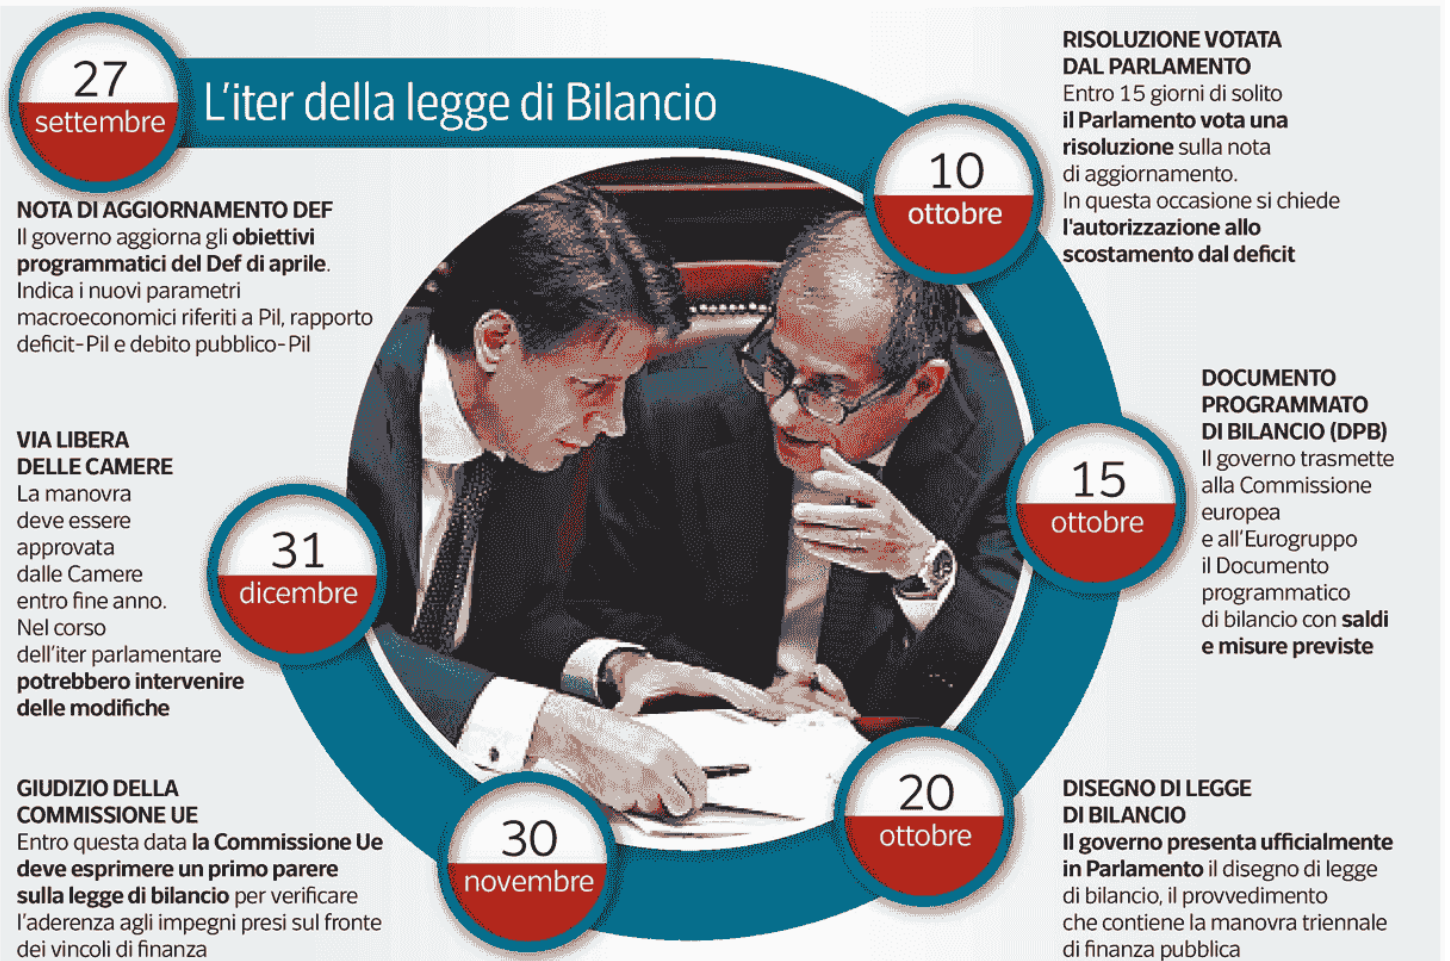 27
settembre
L'iter della legge di Bilancio
NOTA DI AGGIORNAMENTO DEF
Il governo aggiorna gli obiettivi
programmatici del Def di aprile.
Indica i nuovi parametri
macroeconomici riferiti a Pil, rapporto
deficit-Pil e debito pubblico-Pil
10
ottobre
RISOLUZIONE VOTATA
DAL PARLAMENTO
Entro 15 giorni di solito
il Parlamento vota una
risoluzione sulla nota
di aggiornamento.
In questa occasione si chiede
l'autorizzazione allo
scostamento dal deficit
15
ottobre
DOCUMENTO
PROGRAMMATO
DI BILANCIO (DPB)
Il governo trasmette
alla Commissione
europea
e all'Eurogruppo
il Documento
programmatico
di bilancio con saldi
e misure previste
20
ottobre
DISEGNO DI LEGGE
DI BILANCIO
Il governo presenta ufficialmente
in Parlamento il disegno di legge
di bilancio, il provvedimento
che contiene la manovra triennale
di finanza pubblica
30
novembre
GIUDIZIO DELLA
COMMISSIONE UE
Entro questa data la Commissione Ue
deve esprimere un primo parere
sulla legge di bilancio per verificare
l'aderenza agli impegni presi sul fronte
dei vincoli di finanza
31
dicembre
VIA LIBERA
DELLE CAMERE
La manovra
deve essere
approvata
dalle Camere
entro fine anno.
Nel corso
dell'iter parlamentare
potrebbero intervenire
delle modifiche